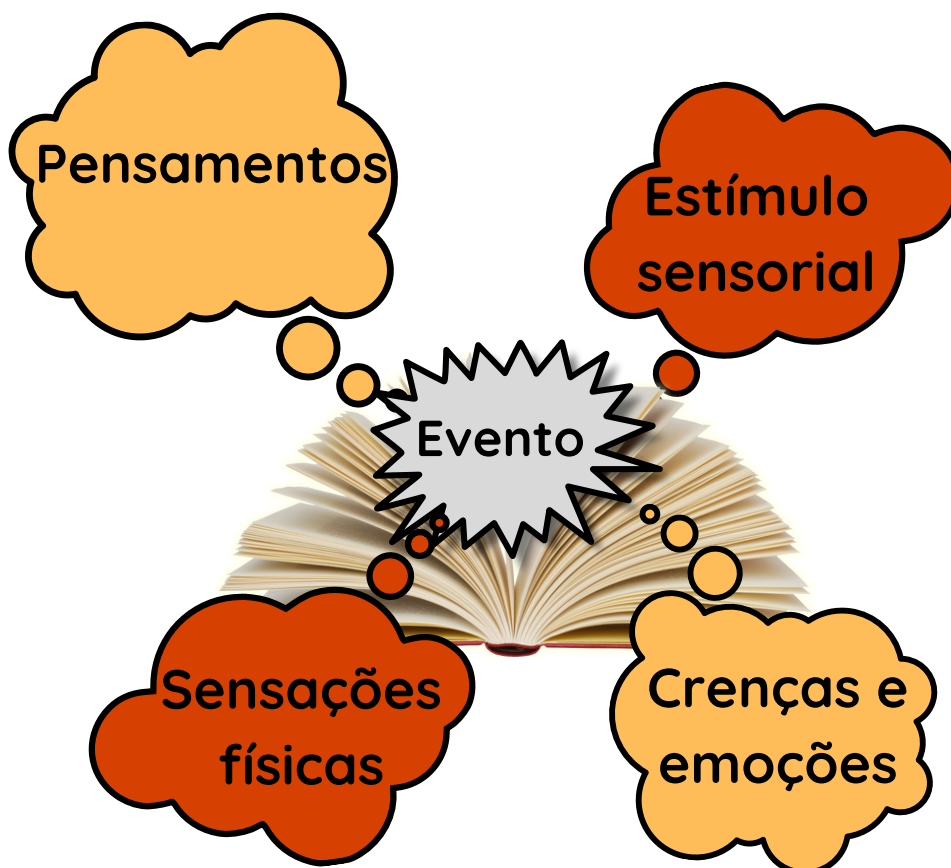 Pensamentos
Estímulo
sensorial
Evento
Sensações
físicas
Crenças e
emoções